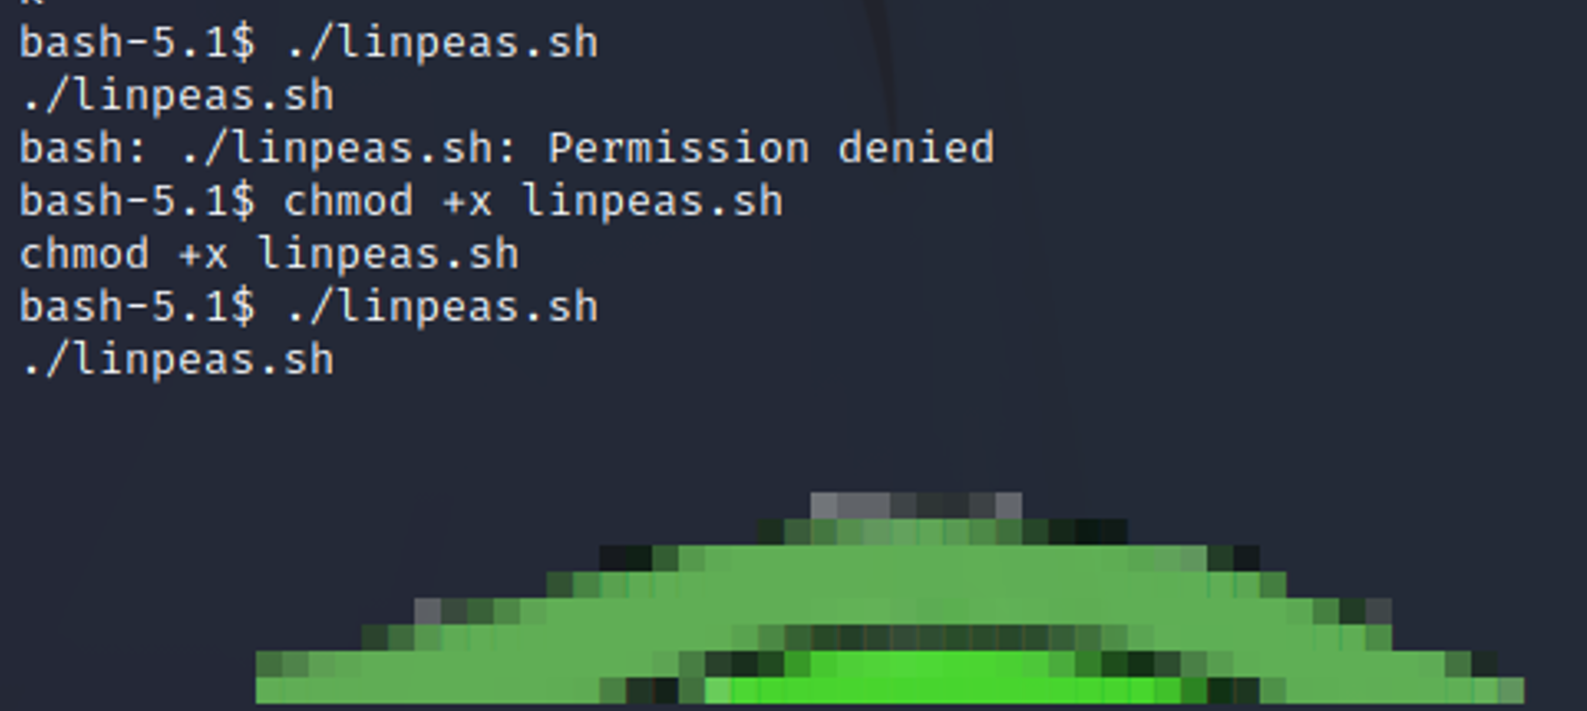 bash-5.1$ ./linpeas.sh
./linpeas.sh
bash: ./linpeas.sh: Permission denied
bash-5.1$ chmod +x linpeas.sh
chmod +x linpeas.sh
bash-5.1$ ./linpeas.sh
./linpeas.sh